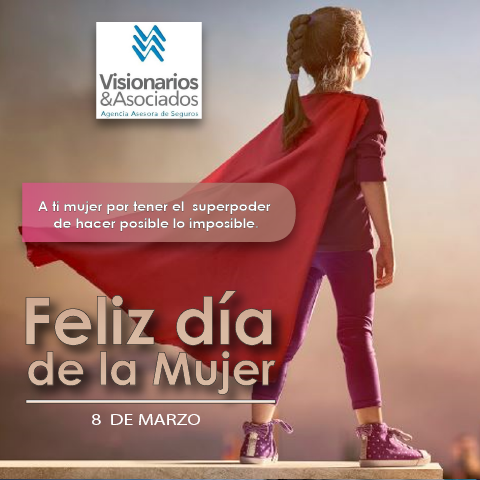 Visionarios
&Asociados
Agencia Asesora de Seguros
A ti mujer por tener el superpoder
de hacer posible lo imposible.
Feliz día
de la Mujer
8 DE MARZO